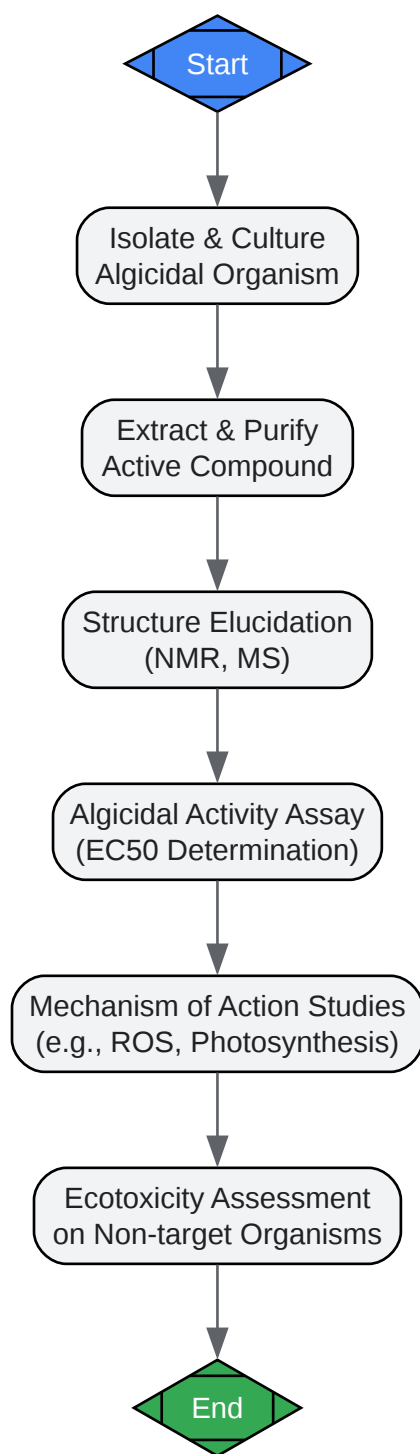 Start
Isolate & Culture
Algicidal Organism
Extract & Purify
Active Compound
Structure Elucidation
(NMR, MS)
Algicidal Activity Assay
(EC50 Determination)
Mechanism of Action Studies
(e.g., ROS, Photosynthesis)
Ecotoxicity Assessment
on Non-target Organisms
End